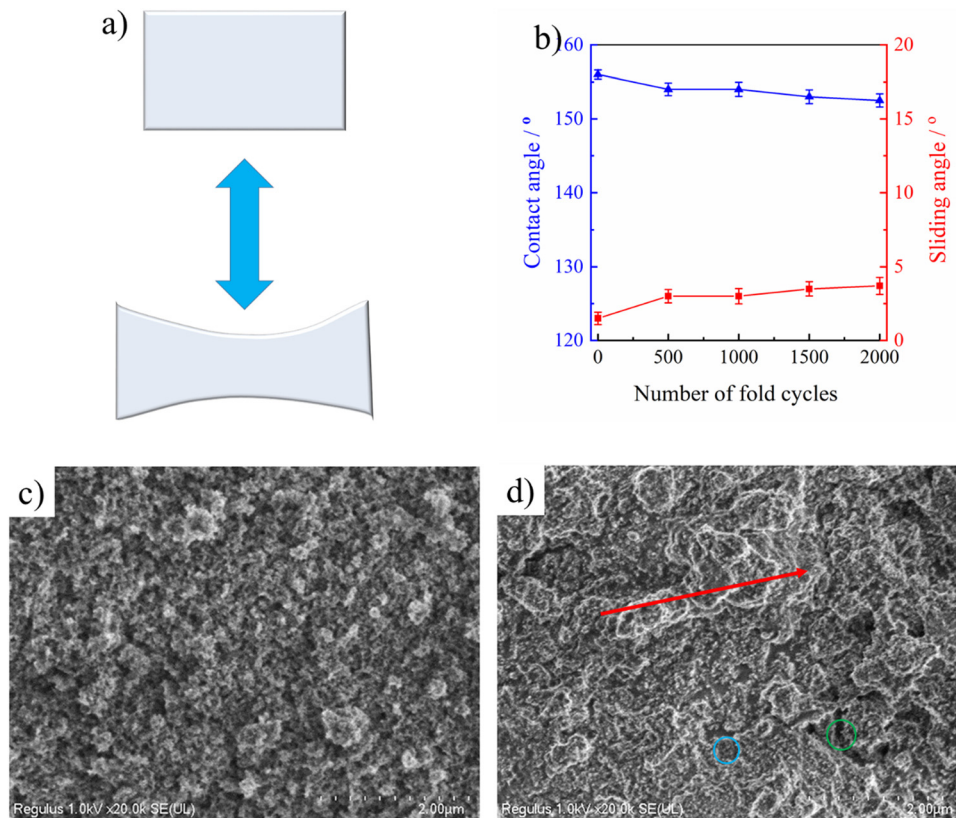 a)
b)
160
150
140
130
120
Contact angle / º
20
15
10
5
0
Sliding angle / º
0 500 1000 1500 2000
Number of fold cycles
c)
Regulus 1.0kV x20.0k SE(UL) 2.00μm
d)
Regulus 1.0kV x20.0k SE(UL) 2.00μm